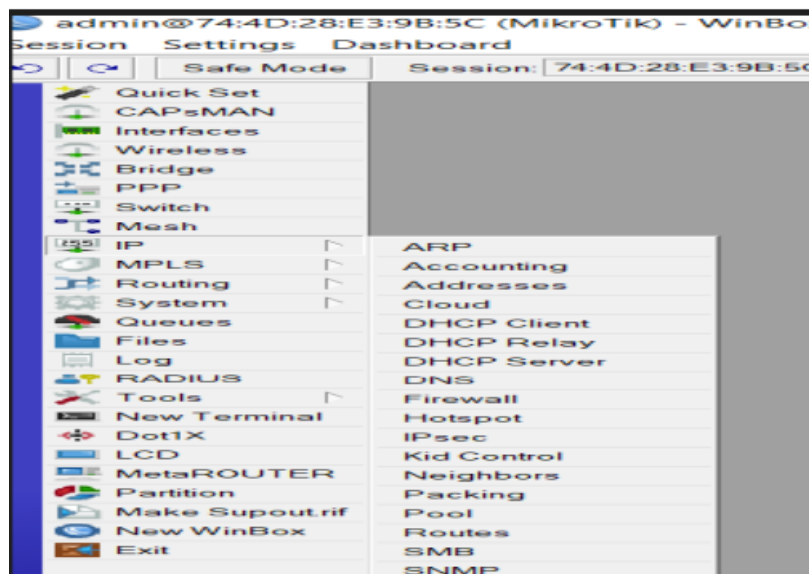 admin@74:4D:28:E3:9B:5C (MikroTik) - WinBo
Session Settings Dashboard
Safe Mode Session: 74:4D:28:E3:9B:5C
Quick Set
CAPsMAN
Interfaces
Wireless
Bridge
PPP
Switch
Mesh
IP
MPLS
Routing
System
Queues
Files
Log
RADIUS
Tools
New Terminal
Dot1X
LCD
MetaROUTER
Partition
Make Supout.rif
New WinBox
Exit
ARP
Accounting
Addresses
Cloud
DHCP Client
DHCP Relay
DHCP Server
DNS
Firewall
Hotspot
IPsec
Kid Control
Neighbors
Packing
Pool
Routes
SMB
SNMP